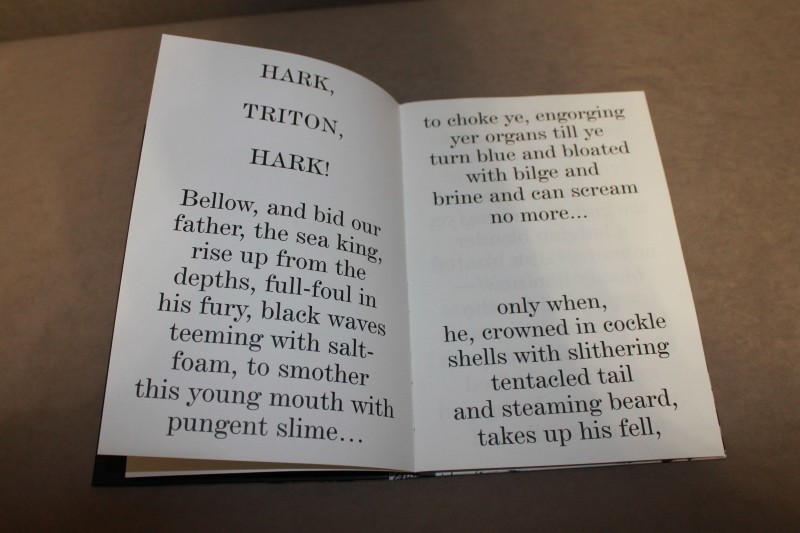 HARK,
TRITON,
HARK!
Bellow, and bid our
father, the sea king,
rise up from the
depths, full-foul in
his fury, black waves
teeming with salt-
foam, to smother
this young mouth with
pungent slime...
to choke ye, engorging
yer organs till ye
turn blue and bloated
with bilge and
brine and can scream
no more...
only when,
he, crowned in cockle
shells with slithering
tentacled tail
and steaming beard,
takes up his fell,